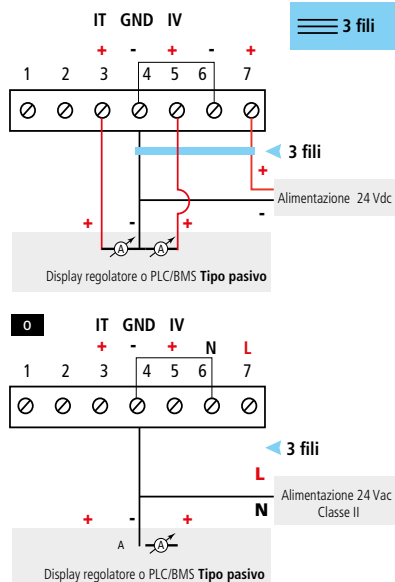 IT GND IV
3 fili
+ - + - +
1 2 3 4 5 6 7
3 fili
+
Alimentazione 24 Vdc
-
+ - +
A A
Display regolatore o PLC/BMS Tipo pasivo
o IT GND IV
+ - + N L
1 2 3 4 5 6 7
3 fili
L
Alimentazione 24 Vac
N Classe II
+ - +
A A
Display regolatore o PLC/BMS Tipo pasivo